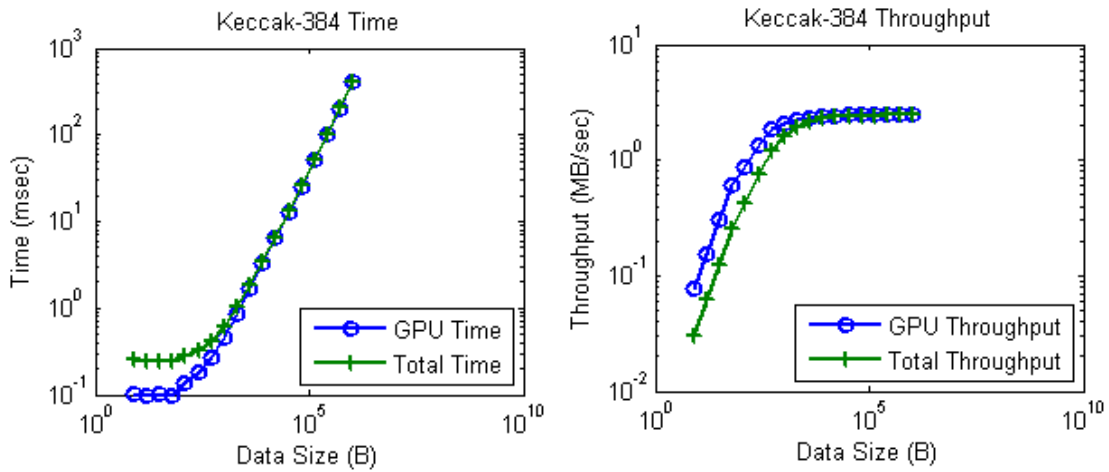 Keccak-384 Time
10^3
10^2
10^1
10^0
10^-1
Time (msec)
10^0
10^5
10^10
Data Size (B)
GPU Time
Total Time
Keccak-384 Throughput
10^1
10^0
10^-1
10^-2
Throughput (MB/sec)
10^0
10^5
10^10
Data Size (B)
GPU Throughput
Total Throughput